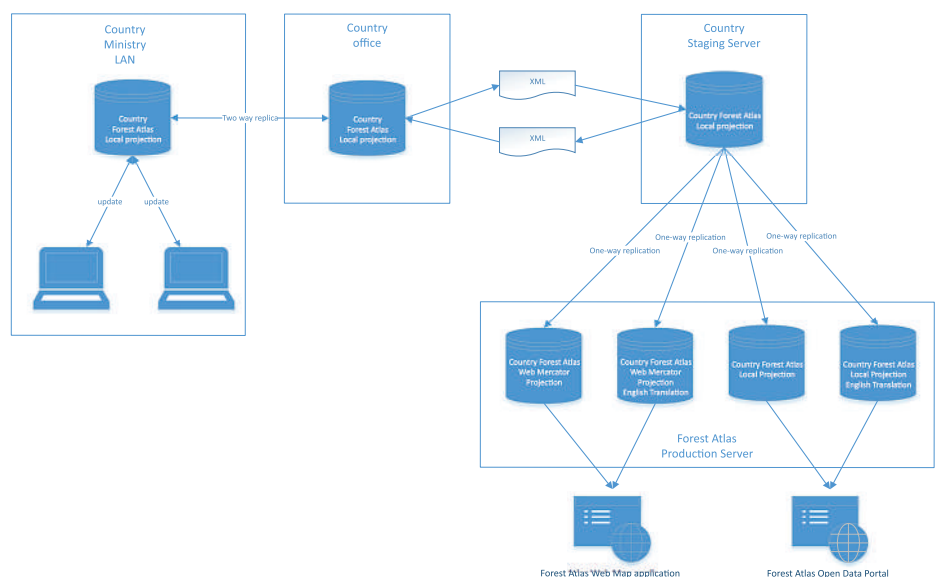 Country
Ministry
LAN
Country
Forest Atlas
Local projection
update
update
Two way replica
Country
office
Country
Forest Atlas
Local projection
XML
XML
Country
Staging Server
Country Forest Atlas
Local projection
One-way replication
One-way replication
One-way replication
One-way replication
Country Forest Atlas
Web Mercator
Projection
Country Forest Atlas
Web Mercator
Projection
English Translation
Country Forest Atlas
Local Projection
Country Forest Atlas
Local Projection
English Translation
Forest Atlas
Production Server
Forest Atlas Web Map application
Forest Atlas Open Data Portal